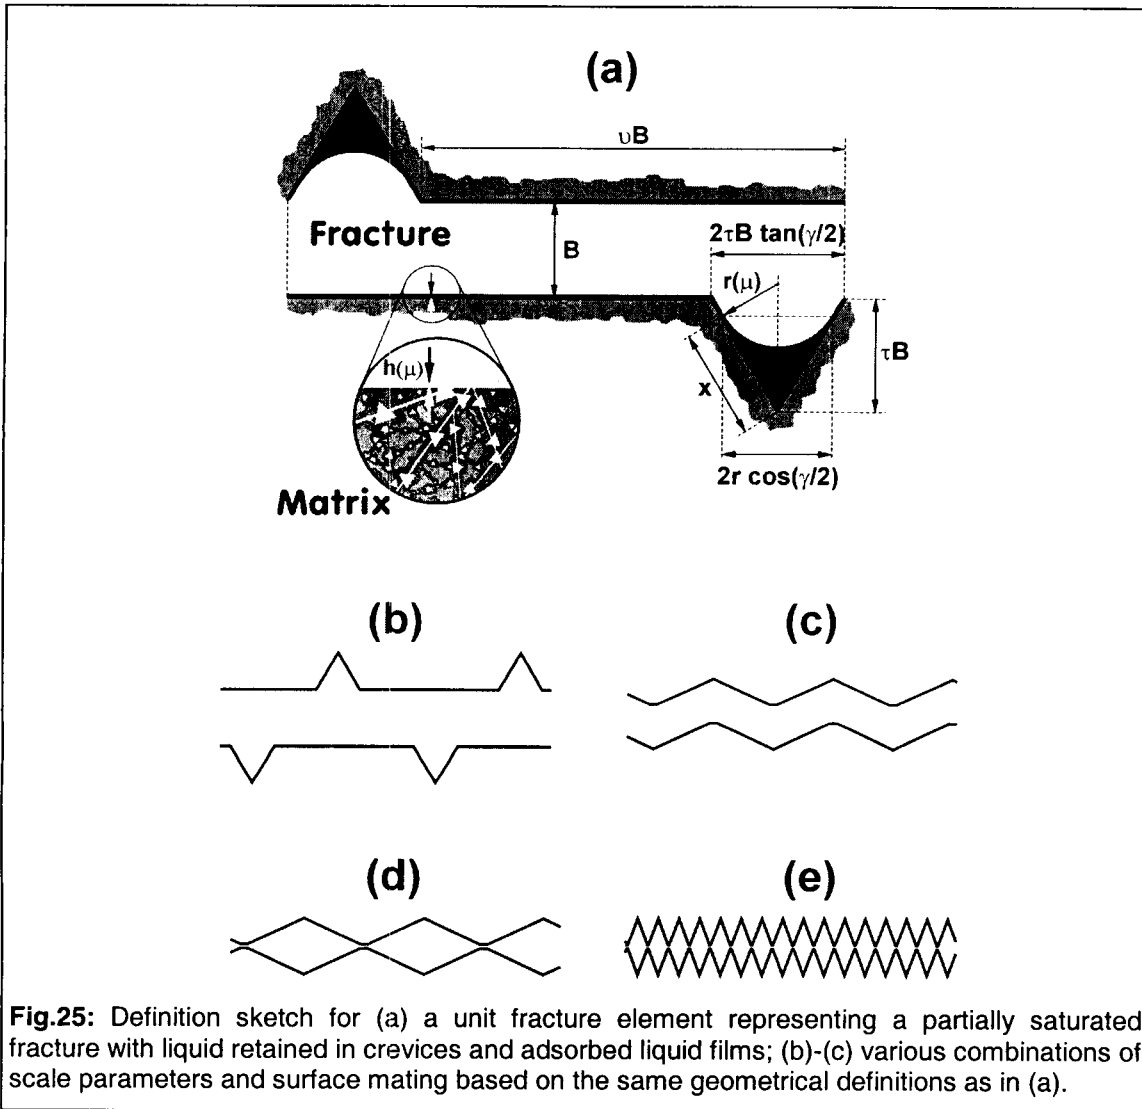 (a)
υB
Fracture
B
2τB tan(γ/2)
r(μ)
τB
h(μ)
x
2r cos(γ/2)
Matrix
(b)
(c)
(d)
(e)
Fig.25: Definition sketch for (a) a unit fracture element representing a partially saturated
fracture with liquid retained in crevices and adsorbed liquid films; (b)-(c) various combinations of
scale parameters and surface mating based on the same geometrical definitions as in (a).